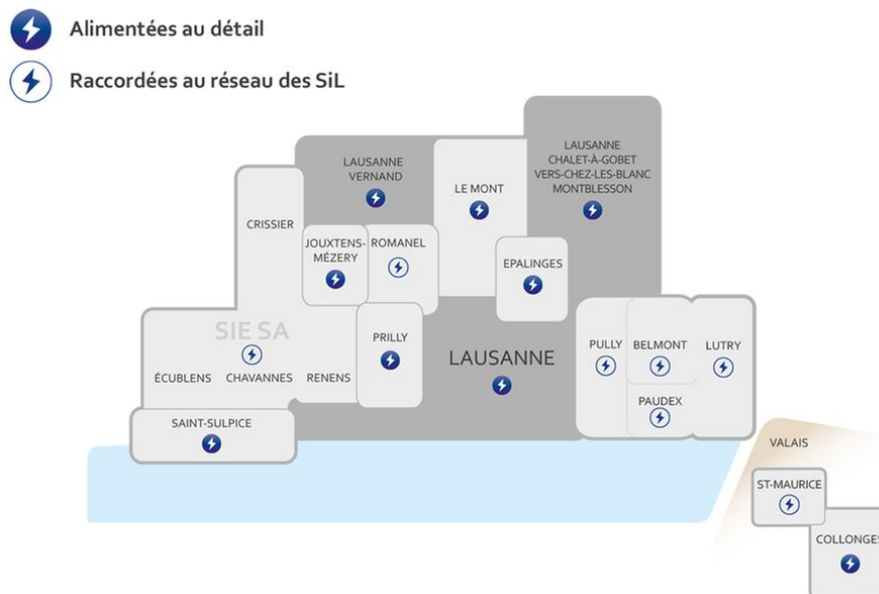 Alimentées au détail
Raccordées au réseau des SiL
LAUSANNE
CHALET-À-GOBET
VERS-CHEZ-LES-BLANC
MONTBLESSON
LAUSANNE
VERNAND
LE MONT
CRISSIER
JOUXTENS-
MÉZERY
ROMANEL
EPALINGES
SIE SA
PRILLY
LAUSANNE
PULLY
BELMONT
LUTRY
ÉCUBLENS
CHAVANNES
RENENS
PAUDEX
SAINT-SULPICE
VALAIS
ST-MAURICE
COLLONGES